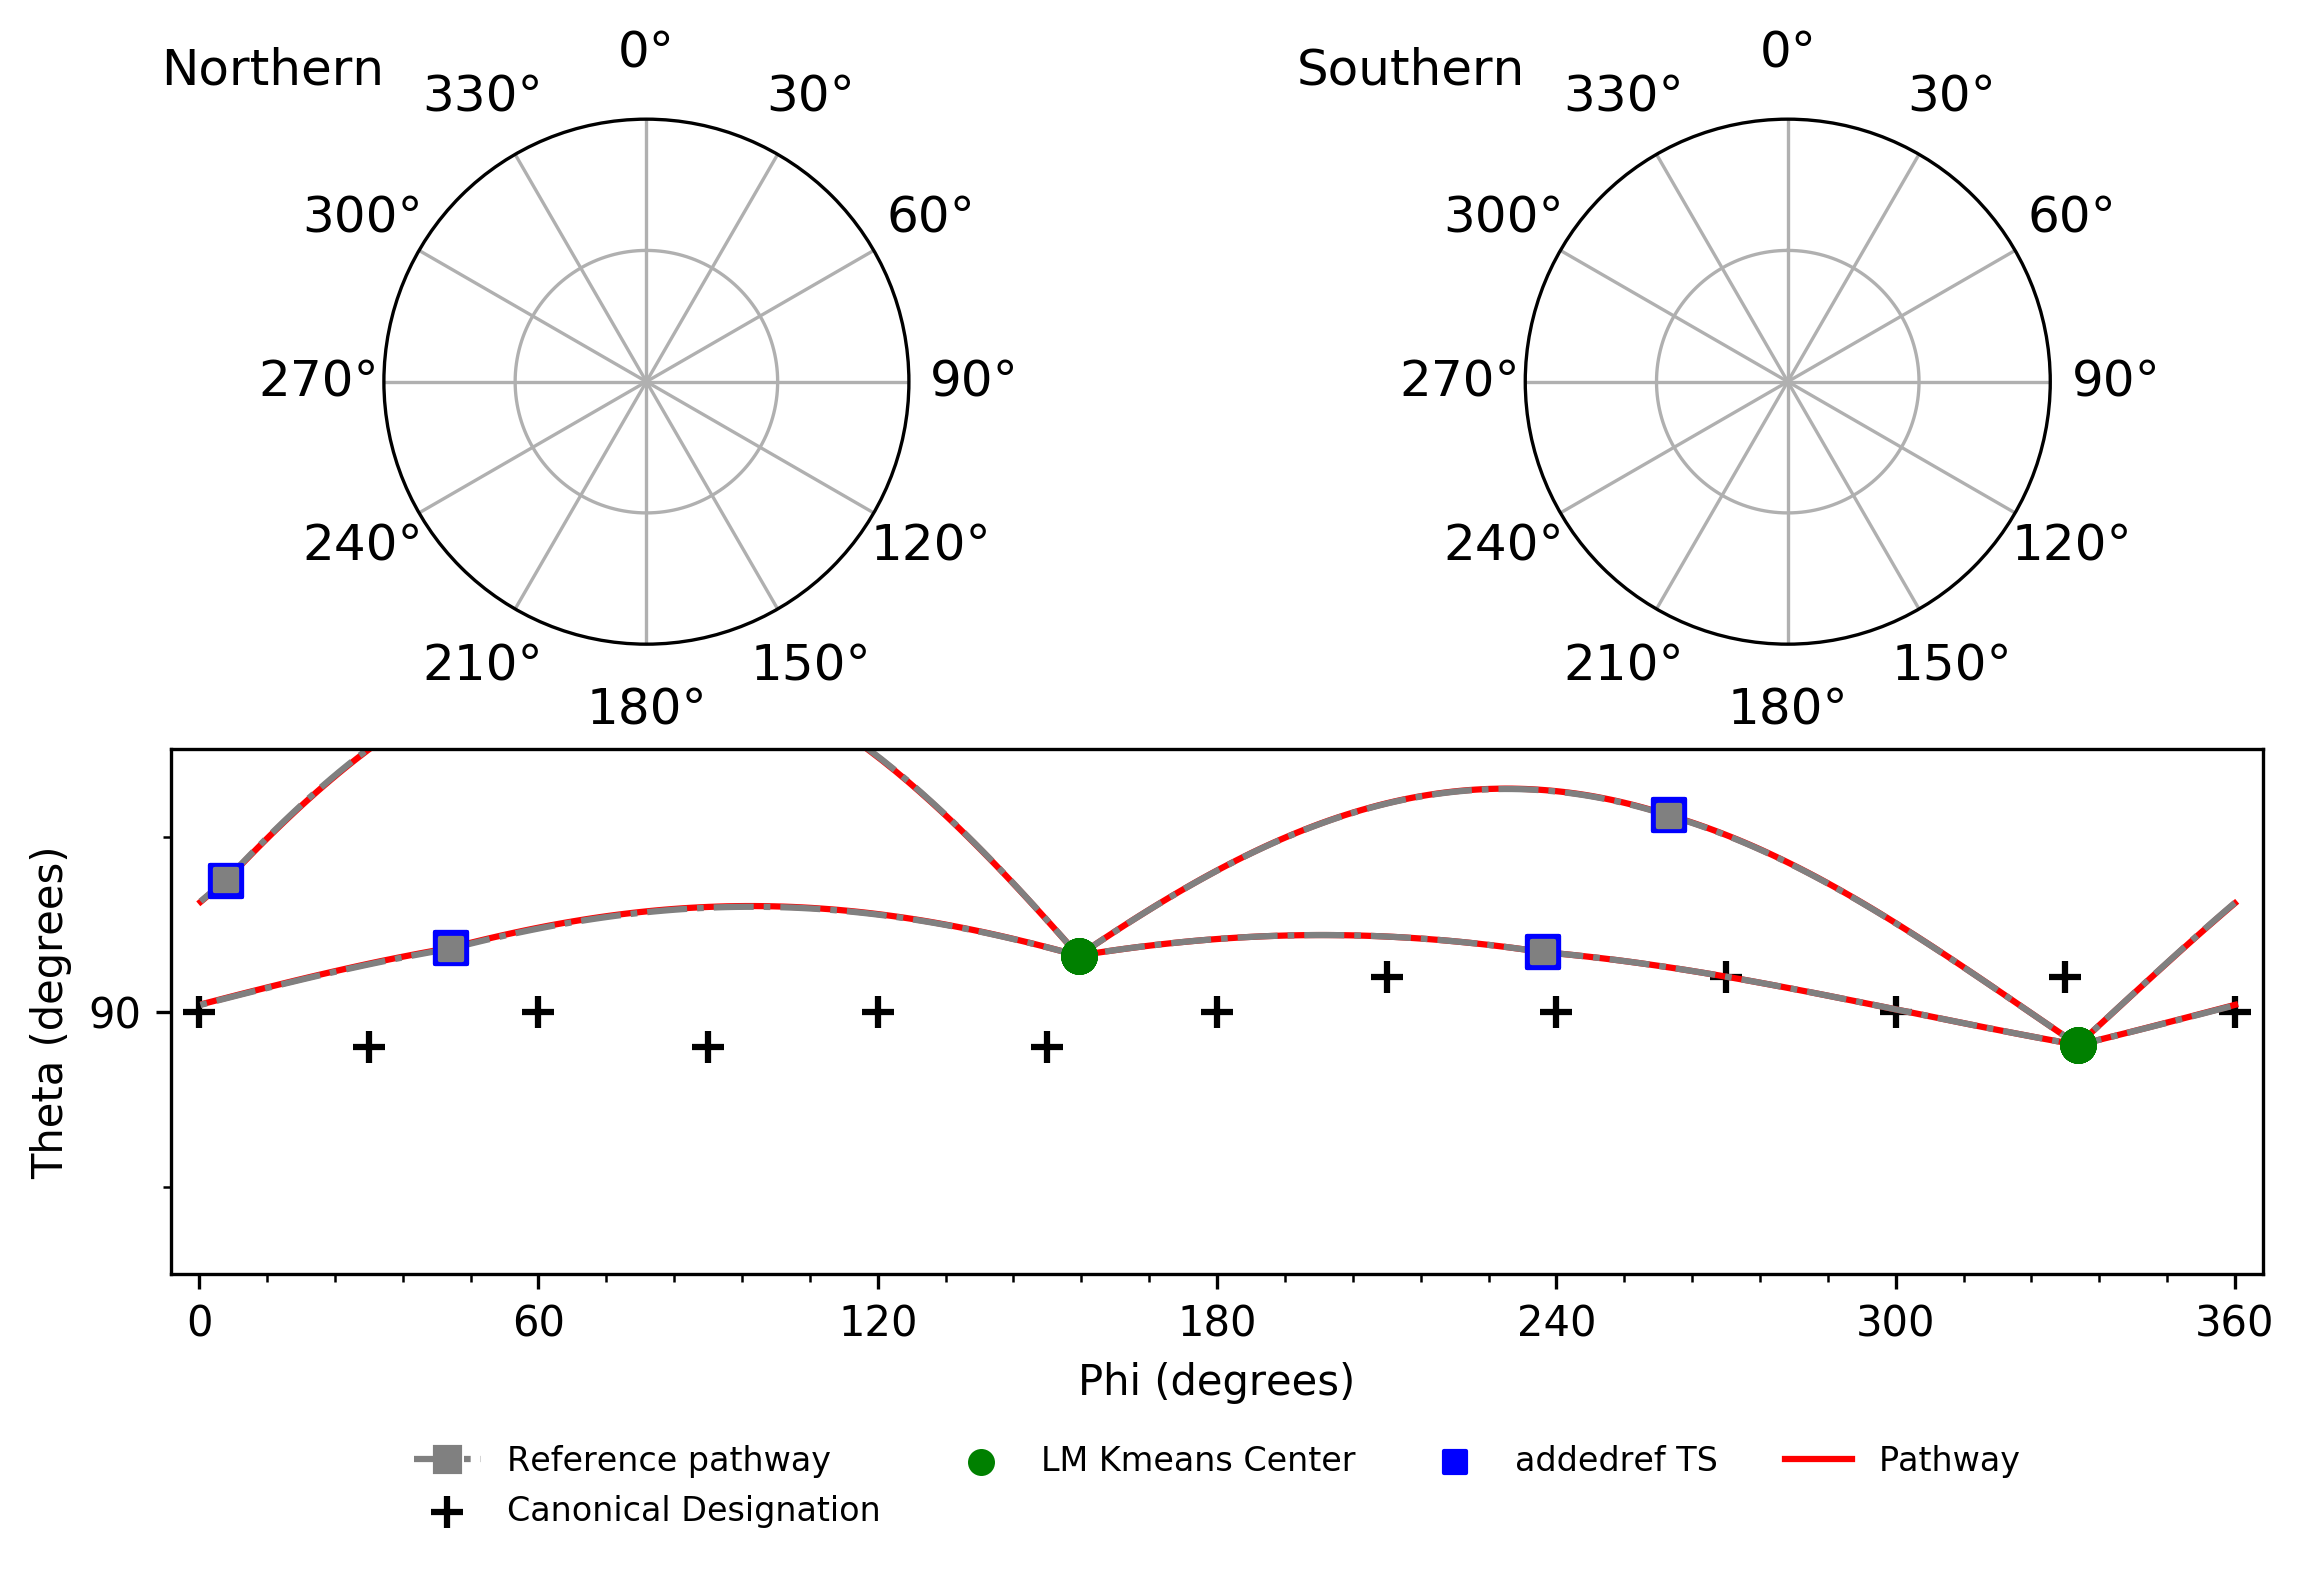 Northern
0°
30°
60°
90°
120°
150°
180°
210°
240°
270°
300°
330°
Southern
0°
30°
60°
90°
120°
150°
180°
210°
240°
270°
300°
330°
Theta (degrees)
90
0 60 120 180 240 300 360
Phi (degrees)
Reference pathway
Canonical Designation
LM Kmeans Center
addedref TS
Pathway